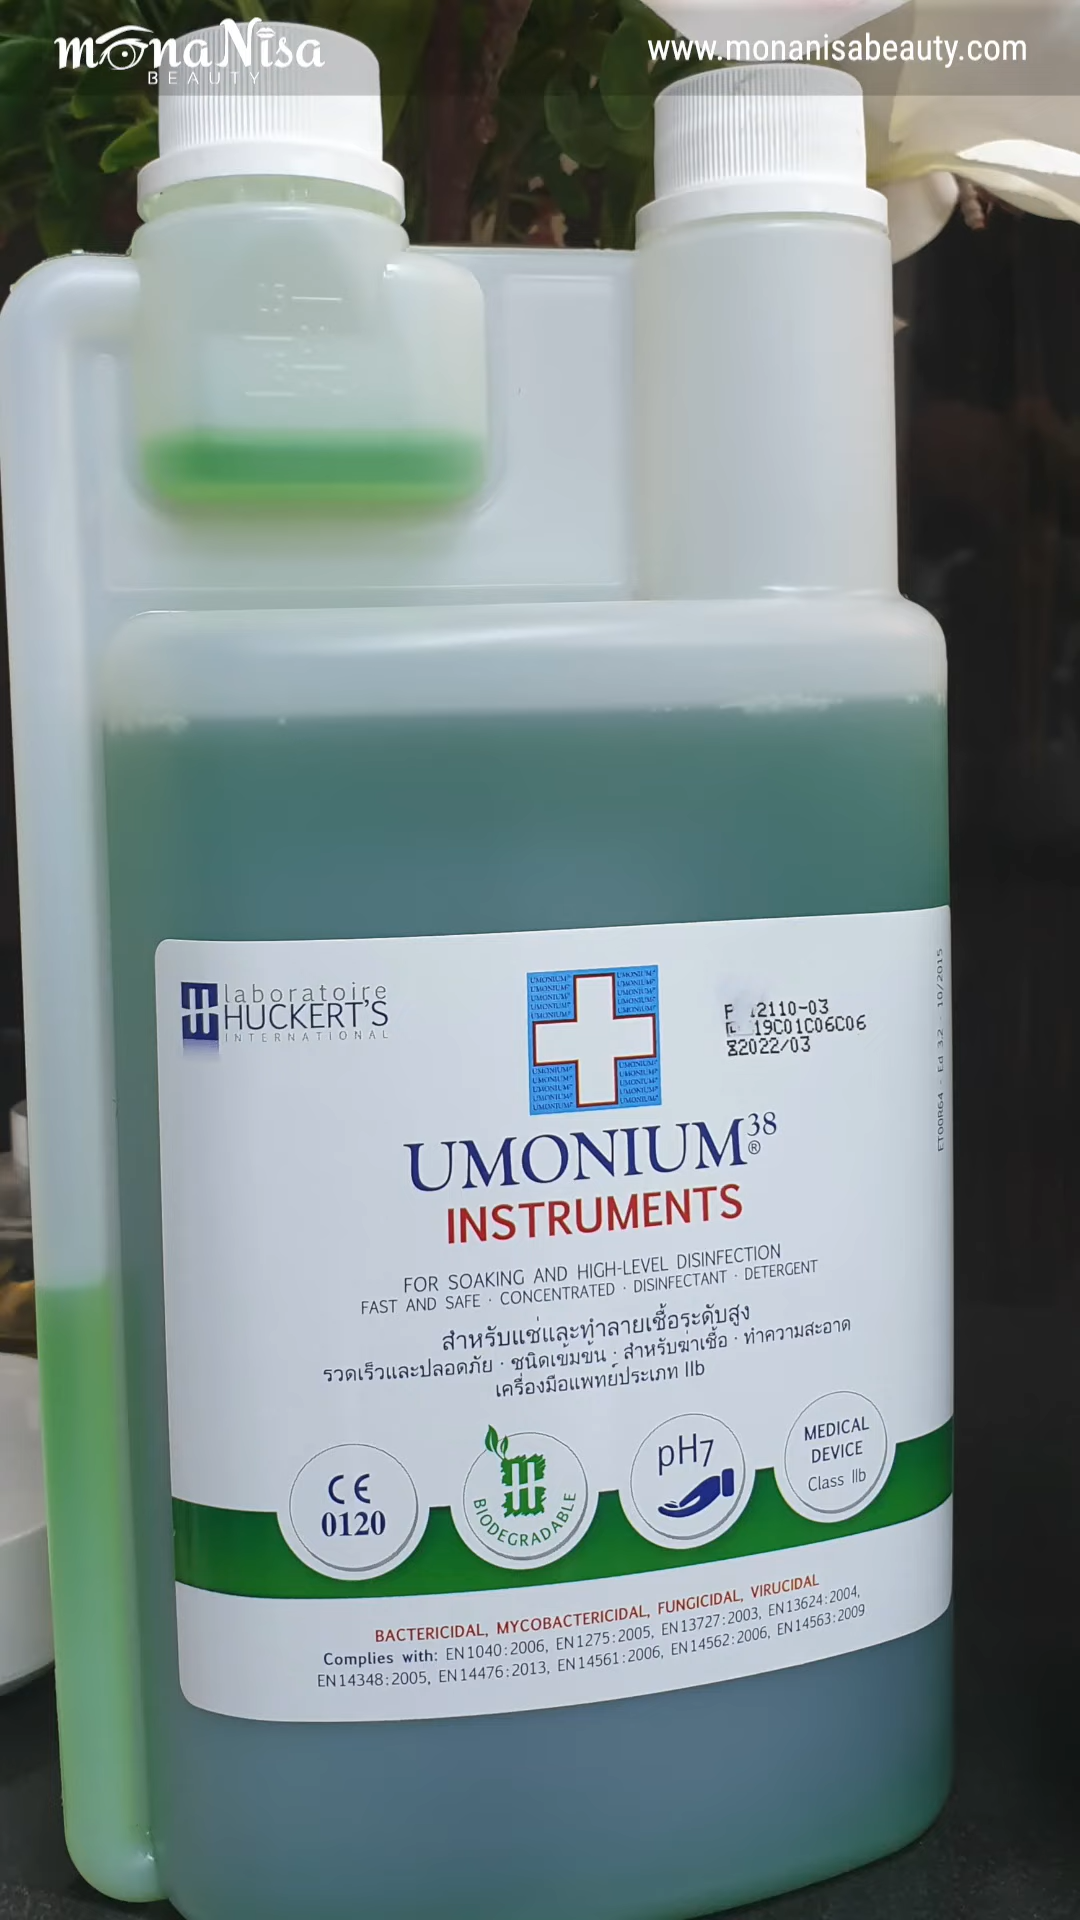 monaNisa
BEAUTY
www.monanisabeauty.com
laboratoire
HUCKERT'S
INTERNATIONAL
2110-03
19C01C06C06
2022/03
ET00R64 - Ed 3.2 - 10/2015
UMONIUM38®
INSTRUMENTS
FOR SOAKING AND HIGH-LEVEL DISINFECTION
FAST AND SAFE · CONCENTRATED · DISINFECTANT · DETERGENT
สำหรับแช่และทำลายเชื้อระดับสูง
รวดเร็วและปลอดภัย · ชนิดเข้มข้น · สำหรับฆ่าเชื้อ · ทำความสะอาด
เครื่องมือแพทย์ประเภท IIb
CE
0120
BIODEGRADABLE
pH7
MEDICAL
DEVICE
Class IIb
BACTERICIDAL, MYCOBACTERICIDAL, FUNGICIDAL, VIRUCIDAL
Complies with: EN1040:2006, EN1275:2005, EN13727:2003, EN13624:2004,
EN14348:2005, EN14476:2013, EN14561:2006, EN14562:2006, EN14563:2009